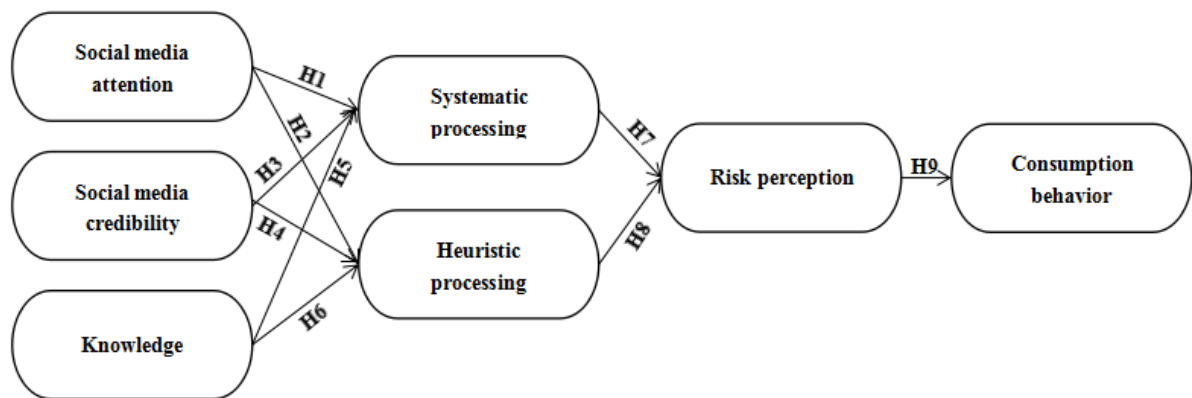 Social media
attention
Social media
credibility
Knowledge
H1
H2
H3
H4
H5
H6
Systematic
processing
Heuristic
processing
H7
H8
Risk perception
H9
Consumption
behavior